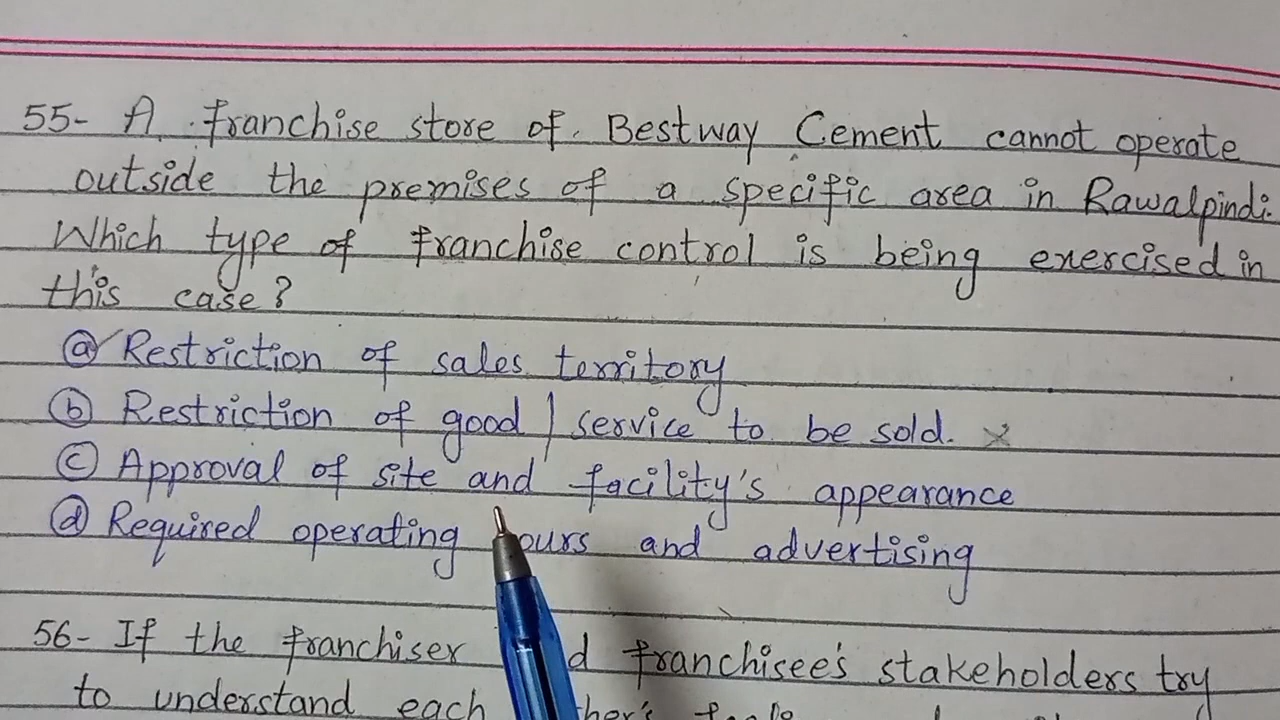 55- A franchise store of Bestway Cement cannot operate
outside the premises of a specific area in Rawalpindi.
Which type of franchise control is being exercised in
this case?
(a) Restriction of sales territory
(b) Restriction of good / service to be sold. ×
(c) Approval of site and facility's appearance
(d) Required operating ours and advertising
56- If the franchiser d franchisee's stakeholders try
to understand each her's